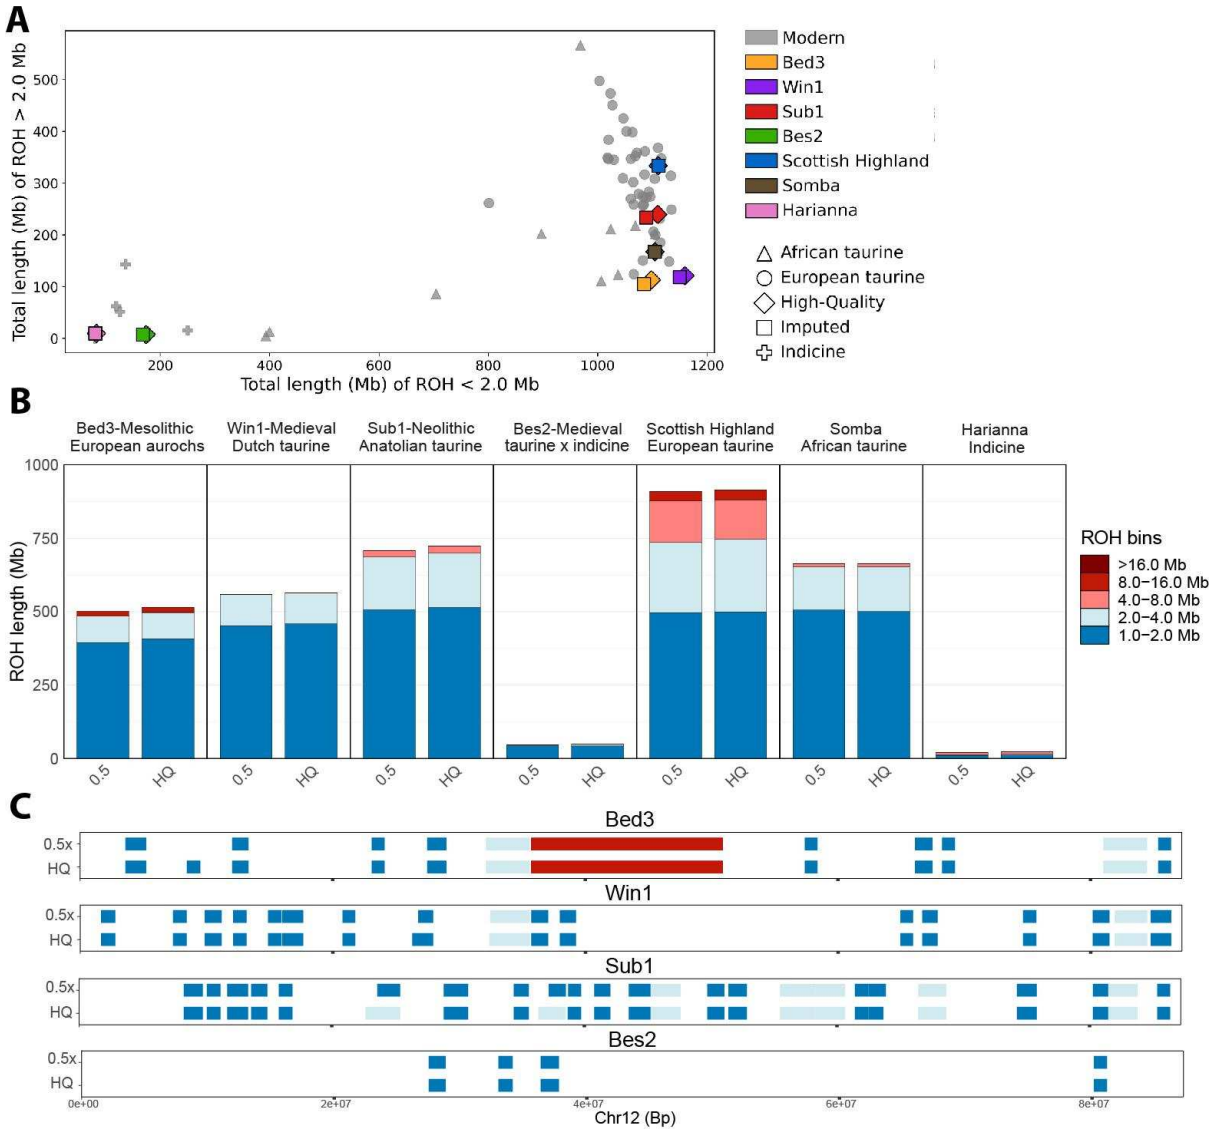 A
Total length (Mb) of ROH > 2.0 Mb
500
400
300
200
100
0
200
400
600
800
1000
1200
Total length (Mb) of ROH < 2.0 Mb
Modern
Bed3
Win1
Sub1
Bes2
Scottish Highland
Somba
Harianna
African taurine
European taurine
High-Quality
Imputed
Indicine
B
Bed3-Mesolithic
European aurochs
Win1-Medieval
Dutch taurine
Sub1-Neolithic
Anatolian taurine
Bes2-Medieval
taurine x indicine
Scottish Highland
European taurine
Somba
African taurine
Harianna
Indicine
ROH length (Mb)
1000
750
500
250
0
0.5
HQ
0.5
HQ
0.5
HQ
0.5
HQ
0.5
HQ
0.5
HQ
0.5
HQ
ROH bins
>16.0 Mb
8.0−16.0 Mb
4.0−8.0 Mb
2.0−4.0 Mb
1.0−2.0 Mb
C
Bed3
0.5x
HQ
Win1
0.5x
HQ
Sub1
0.5x
HQ
Bes2
0.5x
HQ
0e+00
2e+07
4e+07
6e+07
8e+07
Chr12 (Bp)